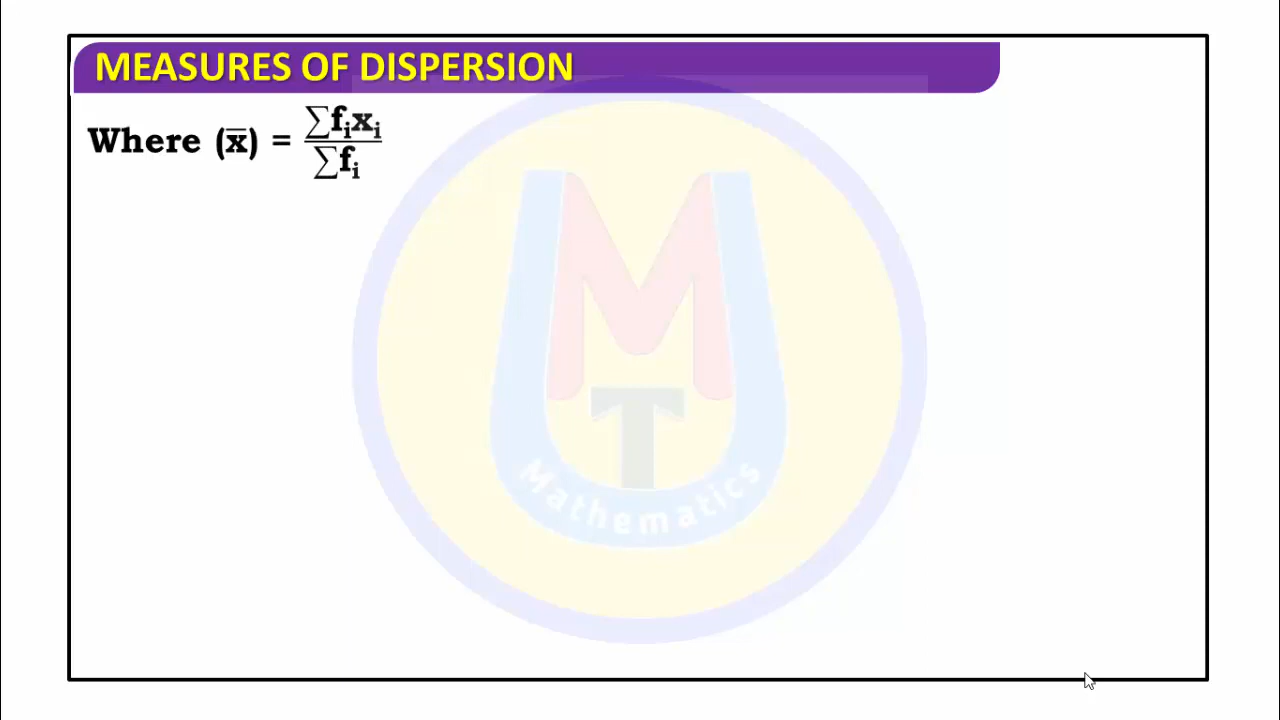 MEASURES OF DISPERSION
Where (x̅) = ∑fᵢxᵢ / ∑fᵢ
M
U
T
Mathematics